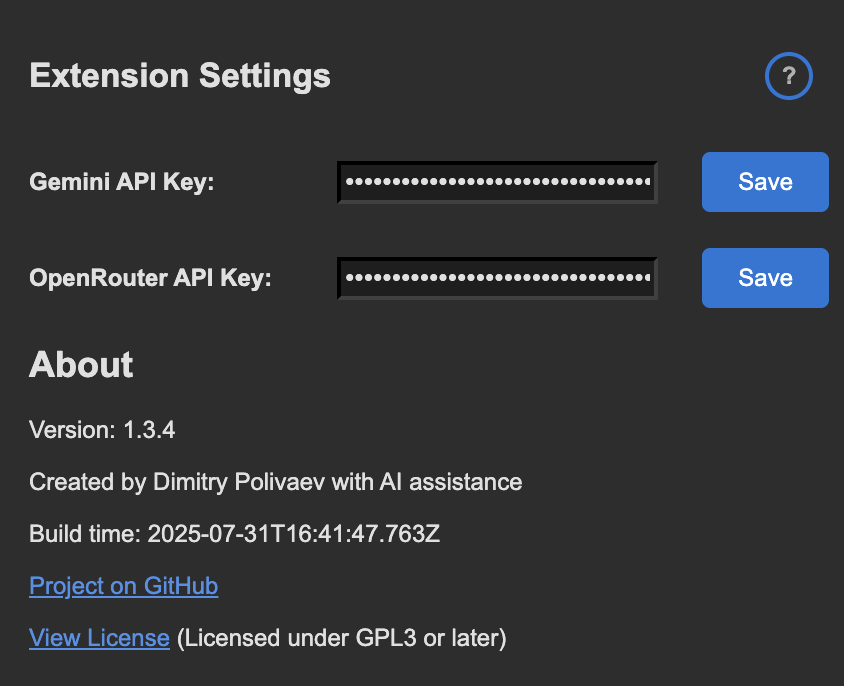 Extension Settings
?
Gemini API Key:
••••••••••••••••••••••••••••••••
Save
OpenRouter API Key:
••••••••••••••••••••••••••••••••
Save
About
Version: 1.3.4
Created by Dimitry Polivaev with AI assistance
Build time: 2025-07-31T16:41:47.763Z
Project on GitHub
View License (Licensed under GPL3 or later)